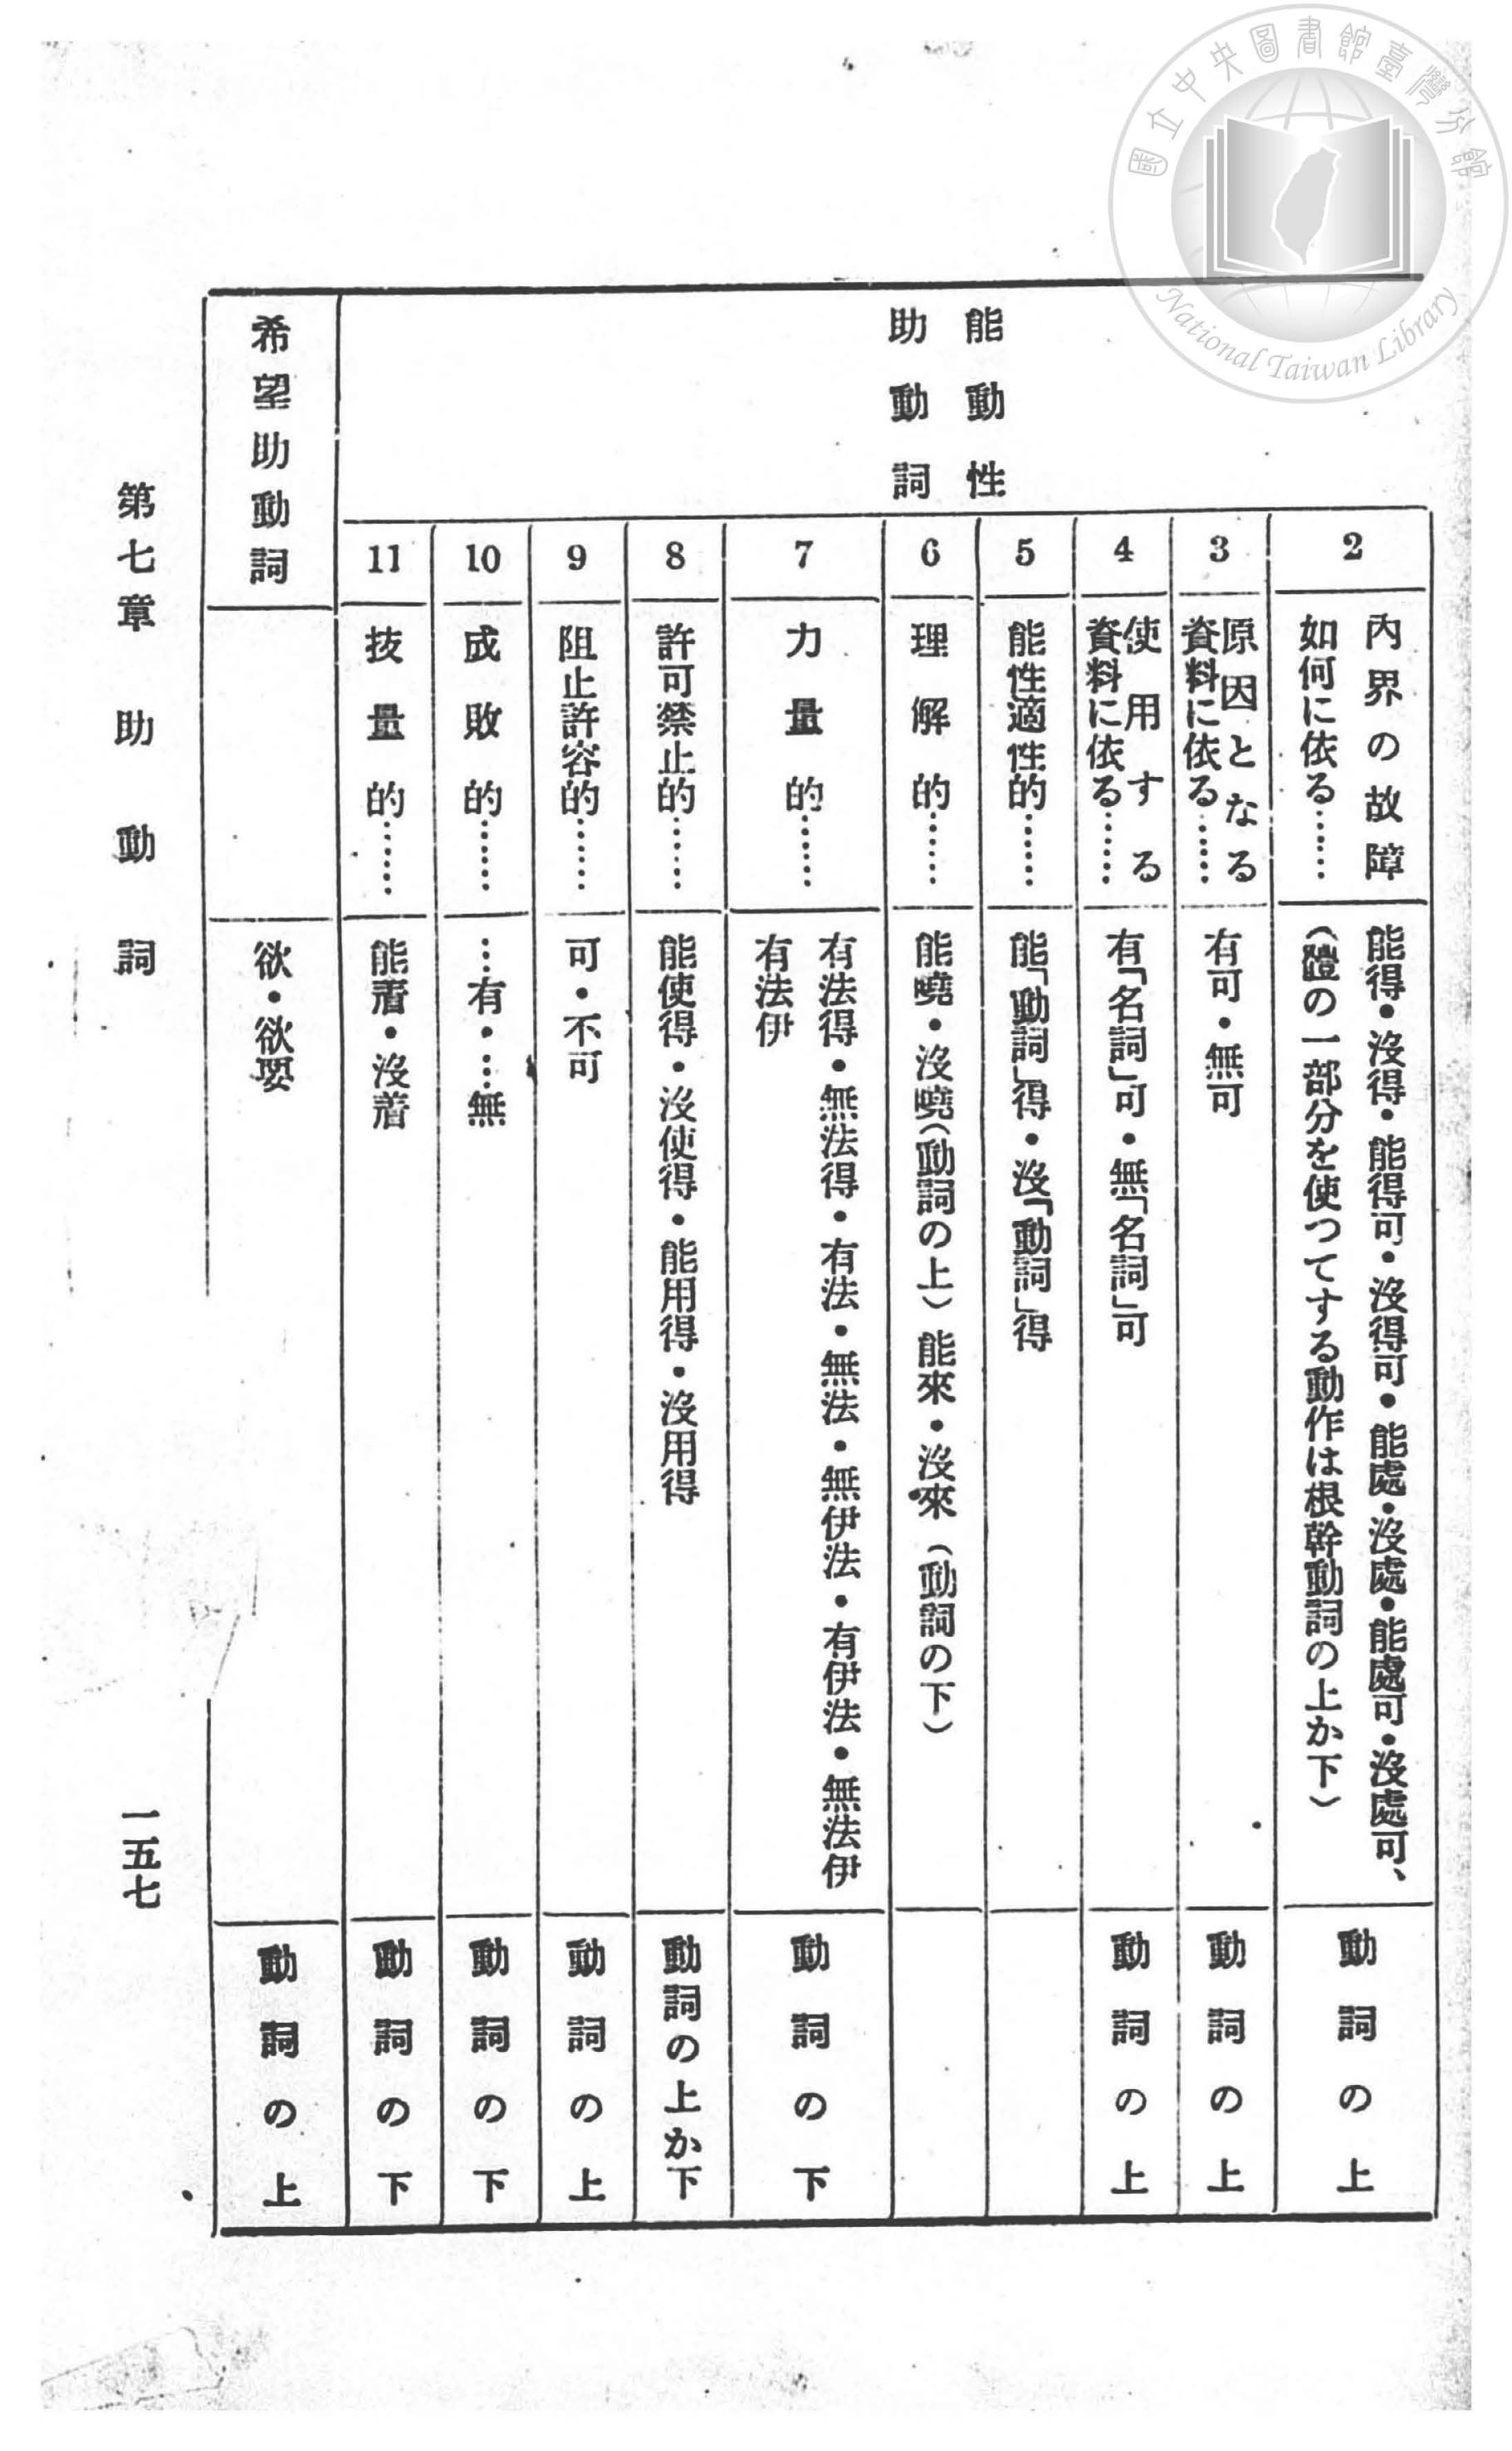 國立中央圖書館臺灣分館
National Taiwan Library
能動性
助動詞
2
內界の故障
如何に依る……
能得・沒得・能得可・沒得可・能處・沒處・能處可・沒處可、
(體の一部分を使つてする動作は根幹動詞の上か下)
動詞の上
3
原因となる
資料に依る……
有可・無可
動詞の上
4
使用する
資料に依る……
有「名詞」可・無「名詞」可
動詞の上
5
能性適性的……
能「動詞」得・沒「動詞」得
6
理解的……
能曉・沒曉(動詞の上)能來・沒來(動詞の下)
7
力量的……
有法得・無法得・有法・無法・無伊法・有伊法・無法伊
有法伊
動詞の下
8
許可禁止的……
能使得・沒使得・能用得・沒用得
動詞の上か下
9
阻止許容的……
可・不可
動詞の上
10
成敗的……
…有・…無
動詞の下
11
技量的……
能着・沒着
動詞の下
希望助動詞
欲・欲要
動詞の上
第七章 助動詞
一五七